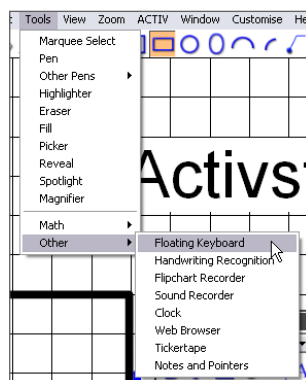 Tools View Zoom ACTIV Window Customise He
Marquee Select
Pen
Other Pens
Highlighter
Eraser
Fill
Picker
Reveal
Spotlight
Magnifier
Math
Other
Activs
Floating Keyboard
Handwriting Recognition
Flipchart Recorder
Sound Recorder
Clock
Web Browser
Tickertape
Notes and Pointers